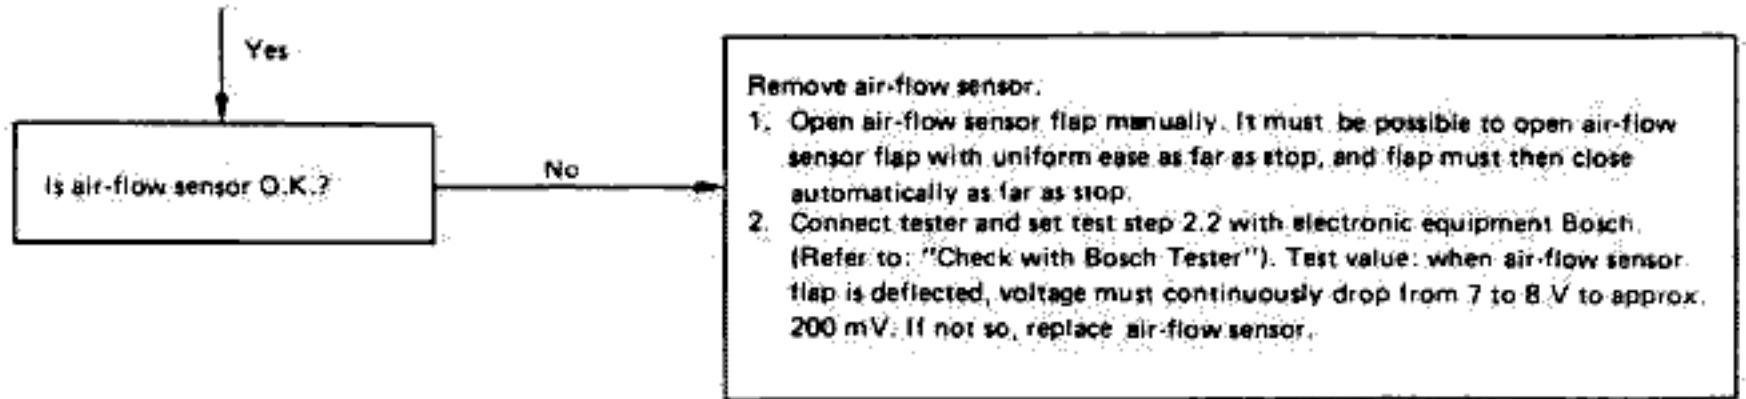 Yes
Is air-flow sensor O.K.?
No
Remove air-flow sensor.
1. Open air-flow sensor flap manually. It must be possible to open air-flow
sensor flap with uniform ease as far as stop, and flap must then close
automatically as far as stop.
2. Connect tester and set test step 2.2 with electronic equipment Bosch.
(Refer to: "Check with Bosch Tester"). Test value: when air-flow sensor
flap is deflected, voltage must continuously drop from 7 to 8 V to approx.
200 mV. If not so, replace air-flow sensor.